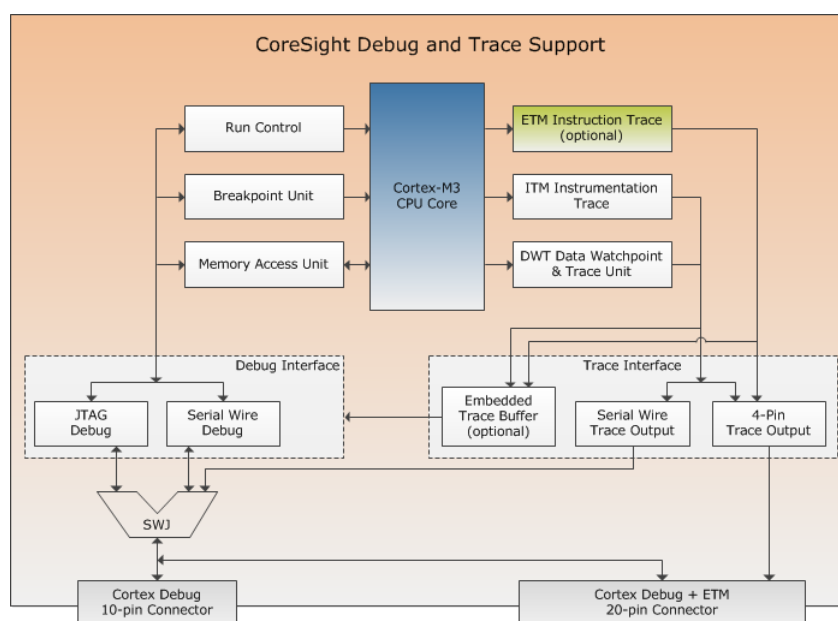 CoreSight Debug and Trace Support
Run Control
ETM Instruction Trace
(optional)
Cortex-M3
CPU Core
Breakpoint Unit
ITM Instrumentation
Trace
Memory Access Unit
DWT Data Watchpoint
& Trace Unit
Debug Interface
Trace Interface
JTAG
Debug
Serial Wire
Debug
Embedded
Trace Buffer
(optional)
Serial Wire
Trace Output
4-Pin
Trace Output
SWJ
Cortex Debug
10-pin Connector
Cortex Debug + ETM
20-pin Connector